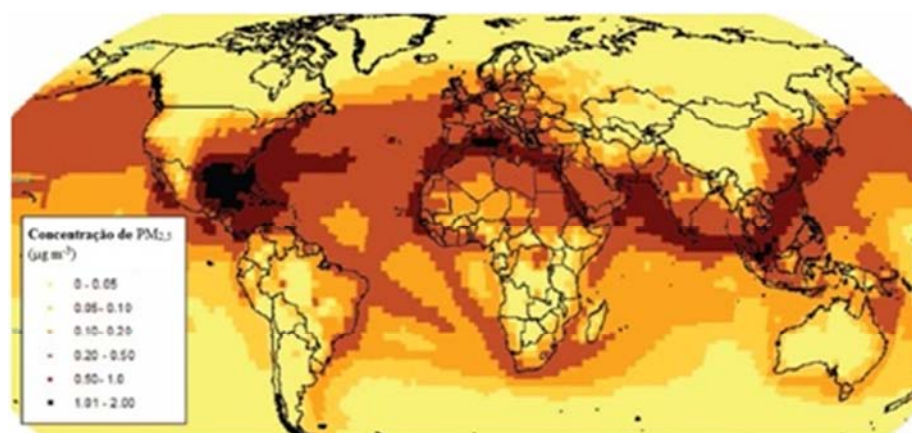 Concentração de PM2,5
(µg m-3)
0 - 0.05
0.05- 0.10
0.10- 0.20
0.20 - 0.50
0.50- 1.0
1.01 - 2.00